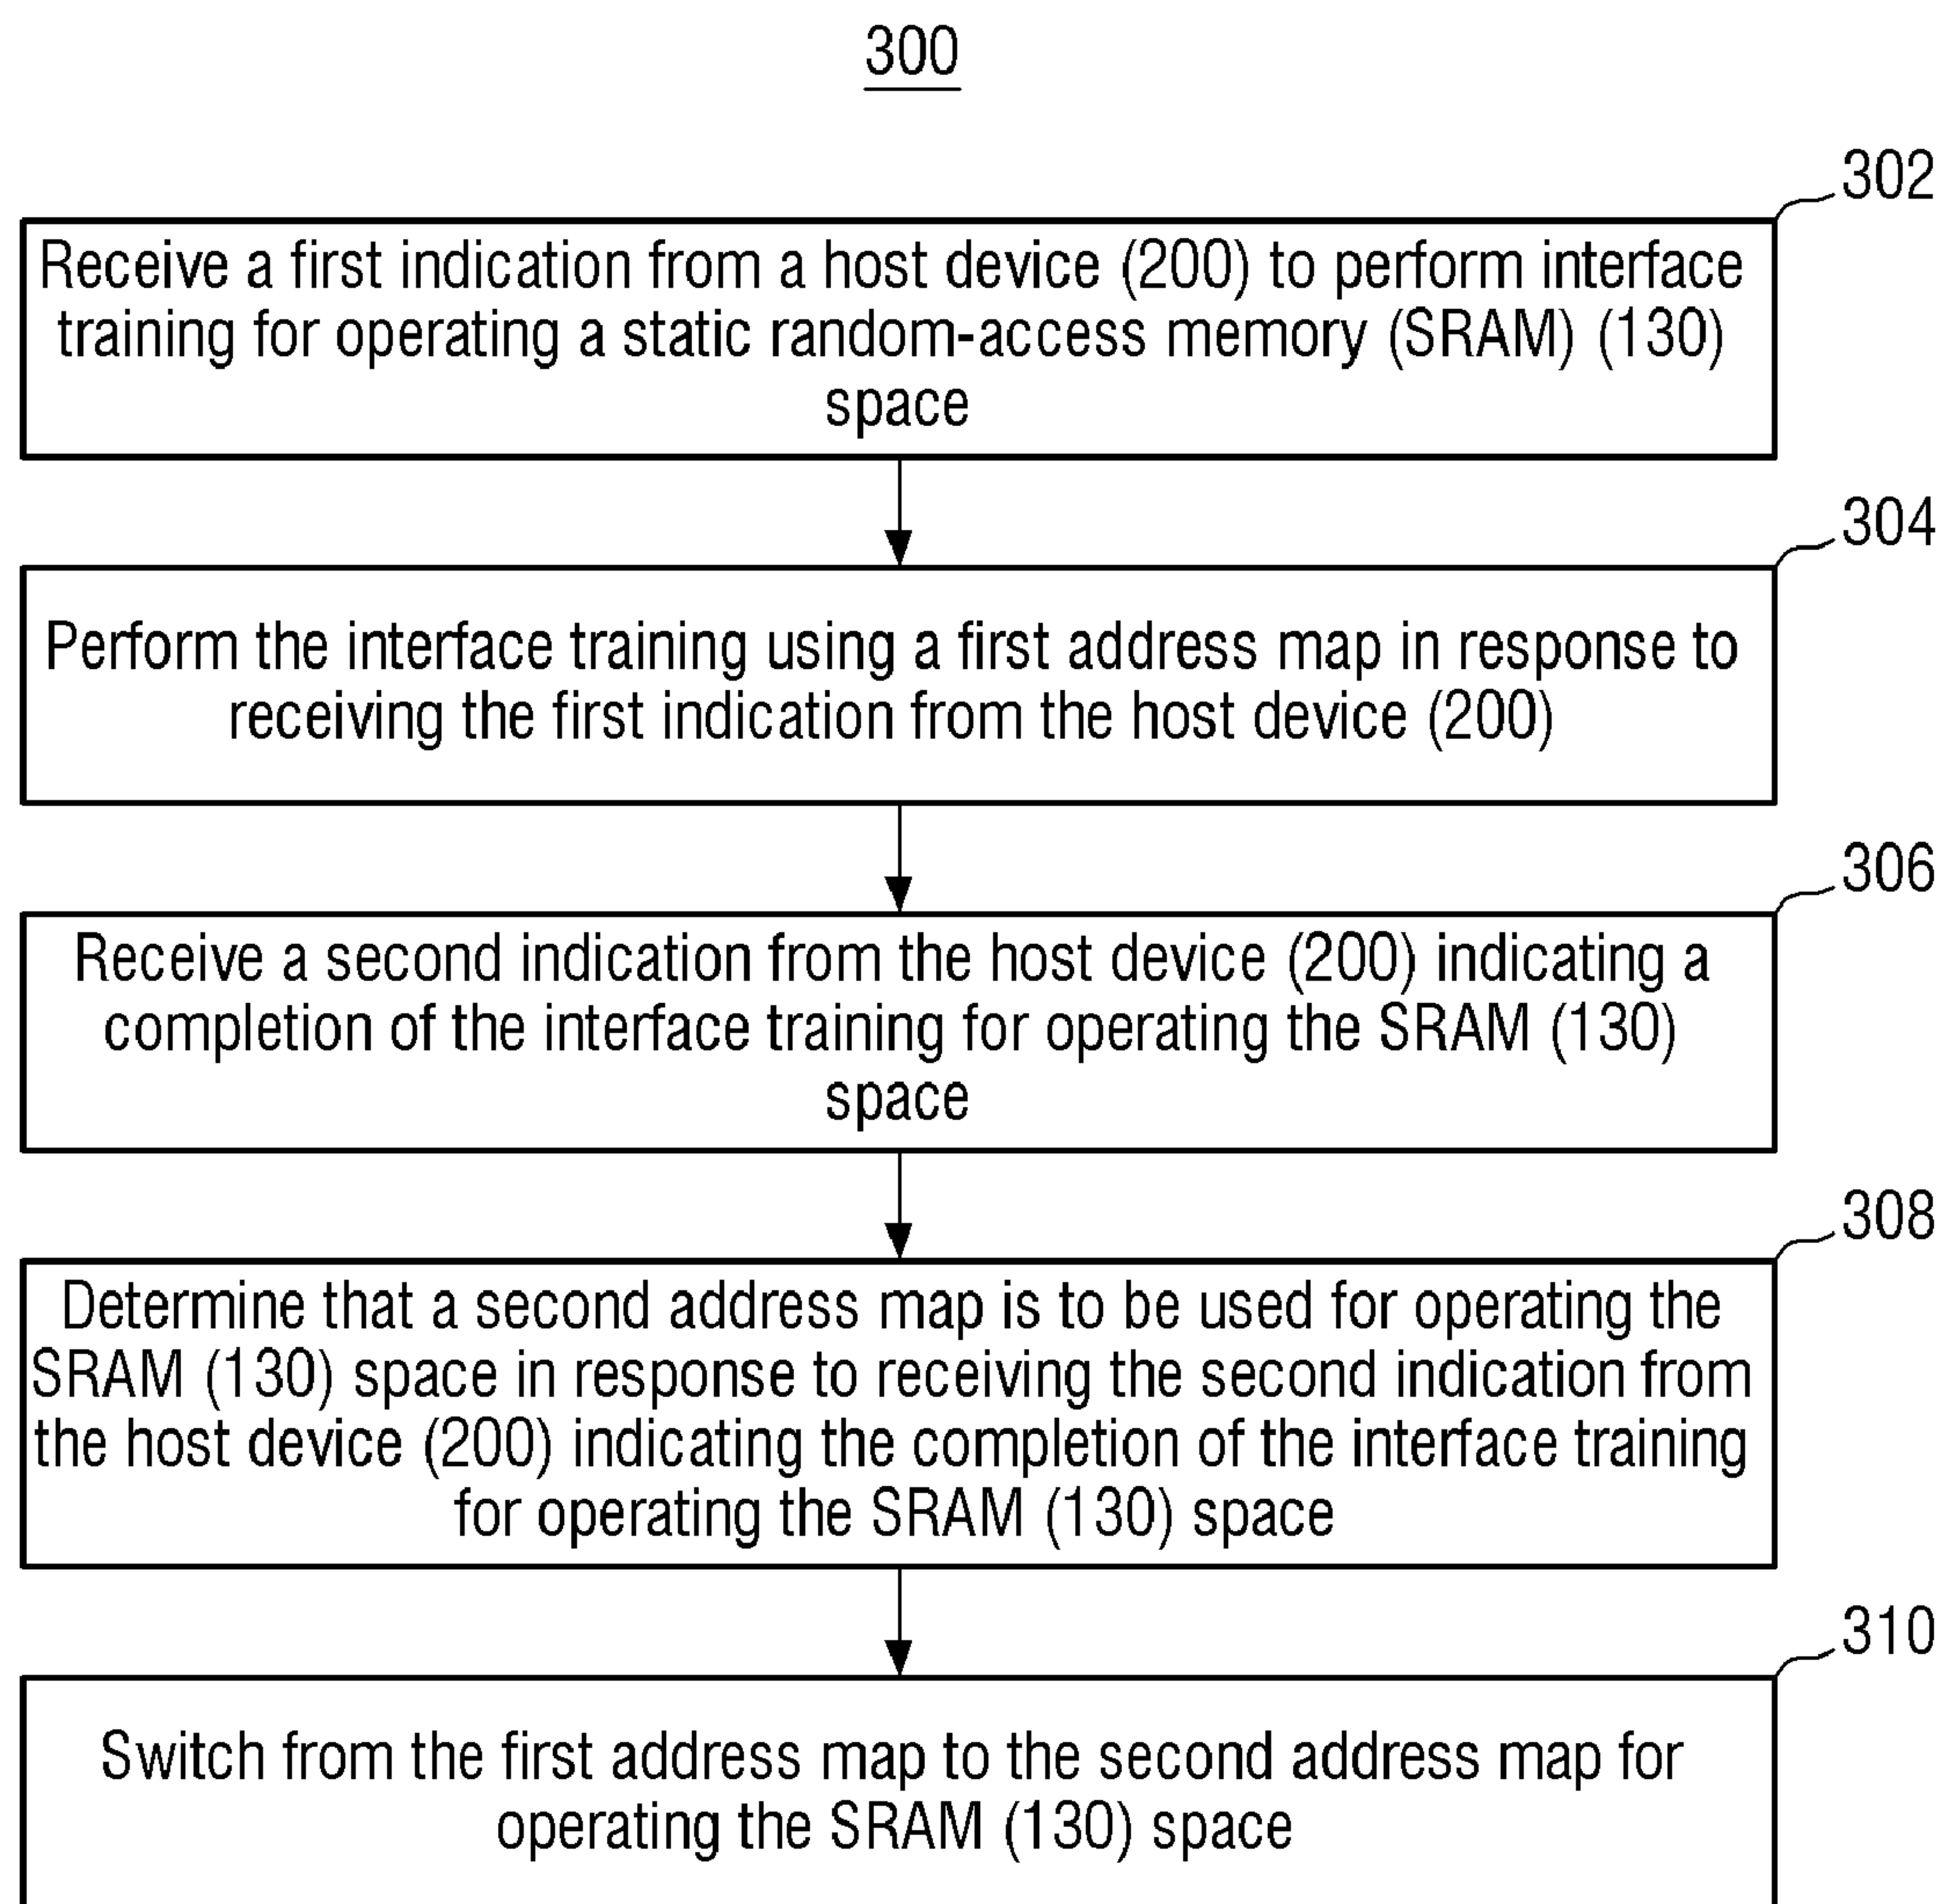 300
302
Receive a first indication from a host device (200) to perform interface
training for operating a static random-access memory (SRAM) (130)
space
304
Perform the interface training using a first address map in response to
receiving the first indication from the host device (200)
306
Receive a second indication from the host device (200) indicating a
completion of the interface training for operating the SRAM (130)
space
308
Determine that a second address map is to be used for operating the
SRAM (130) space in response to receiving the second indication from
the host device (200) indicating the completion of the interface training
for operating the SRAM (130) space
310
Switch from the first address map to the second address map for
operating the SRAM (130) space